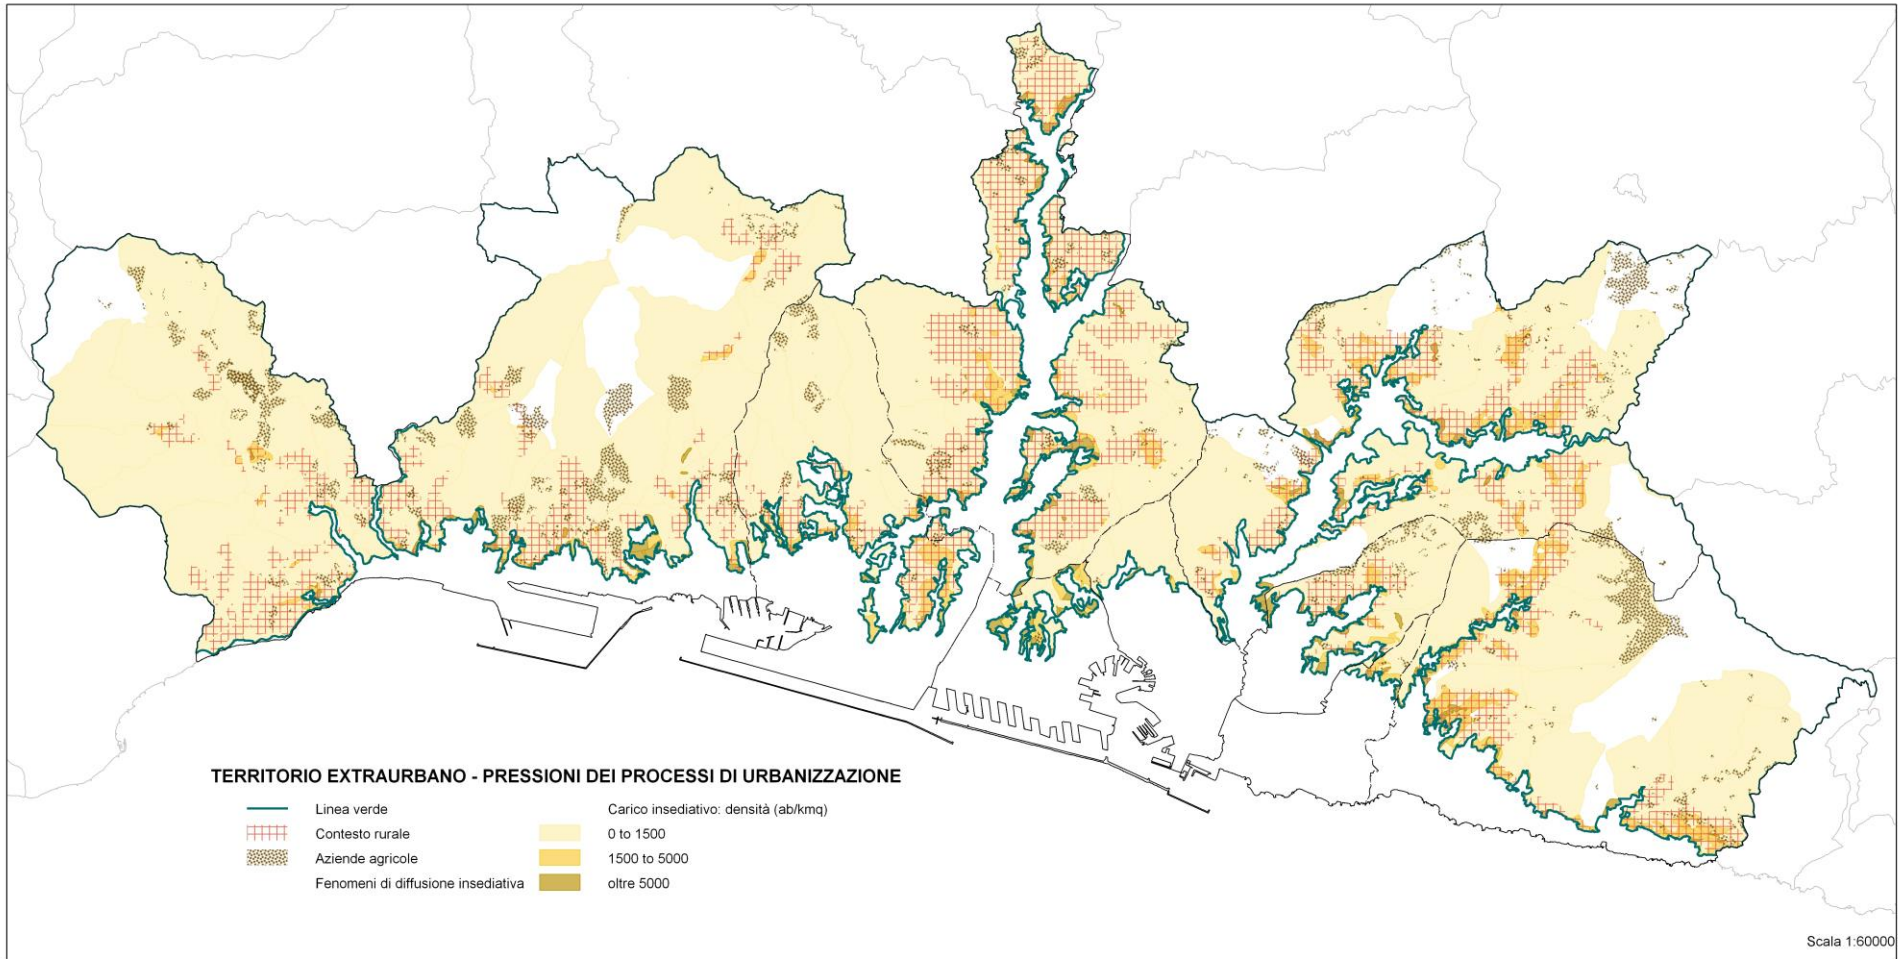 TERRITORIO EXTRAURBANO - PRESSIONI DEI PROCESSI DI URBANIZZAZIONE
Linea verde
Contesto rurale
Aziende agricole
Fenomeni di diffusione insediativa
Carico insediativo: densità (ab/kmq)
0 to 1500
1500 to 5000
oltre 5000
Scala 1:60000